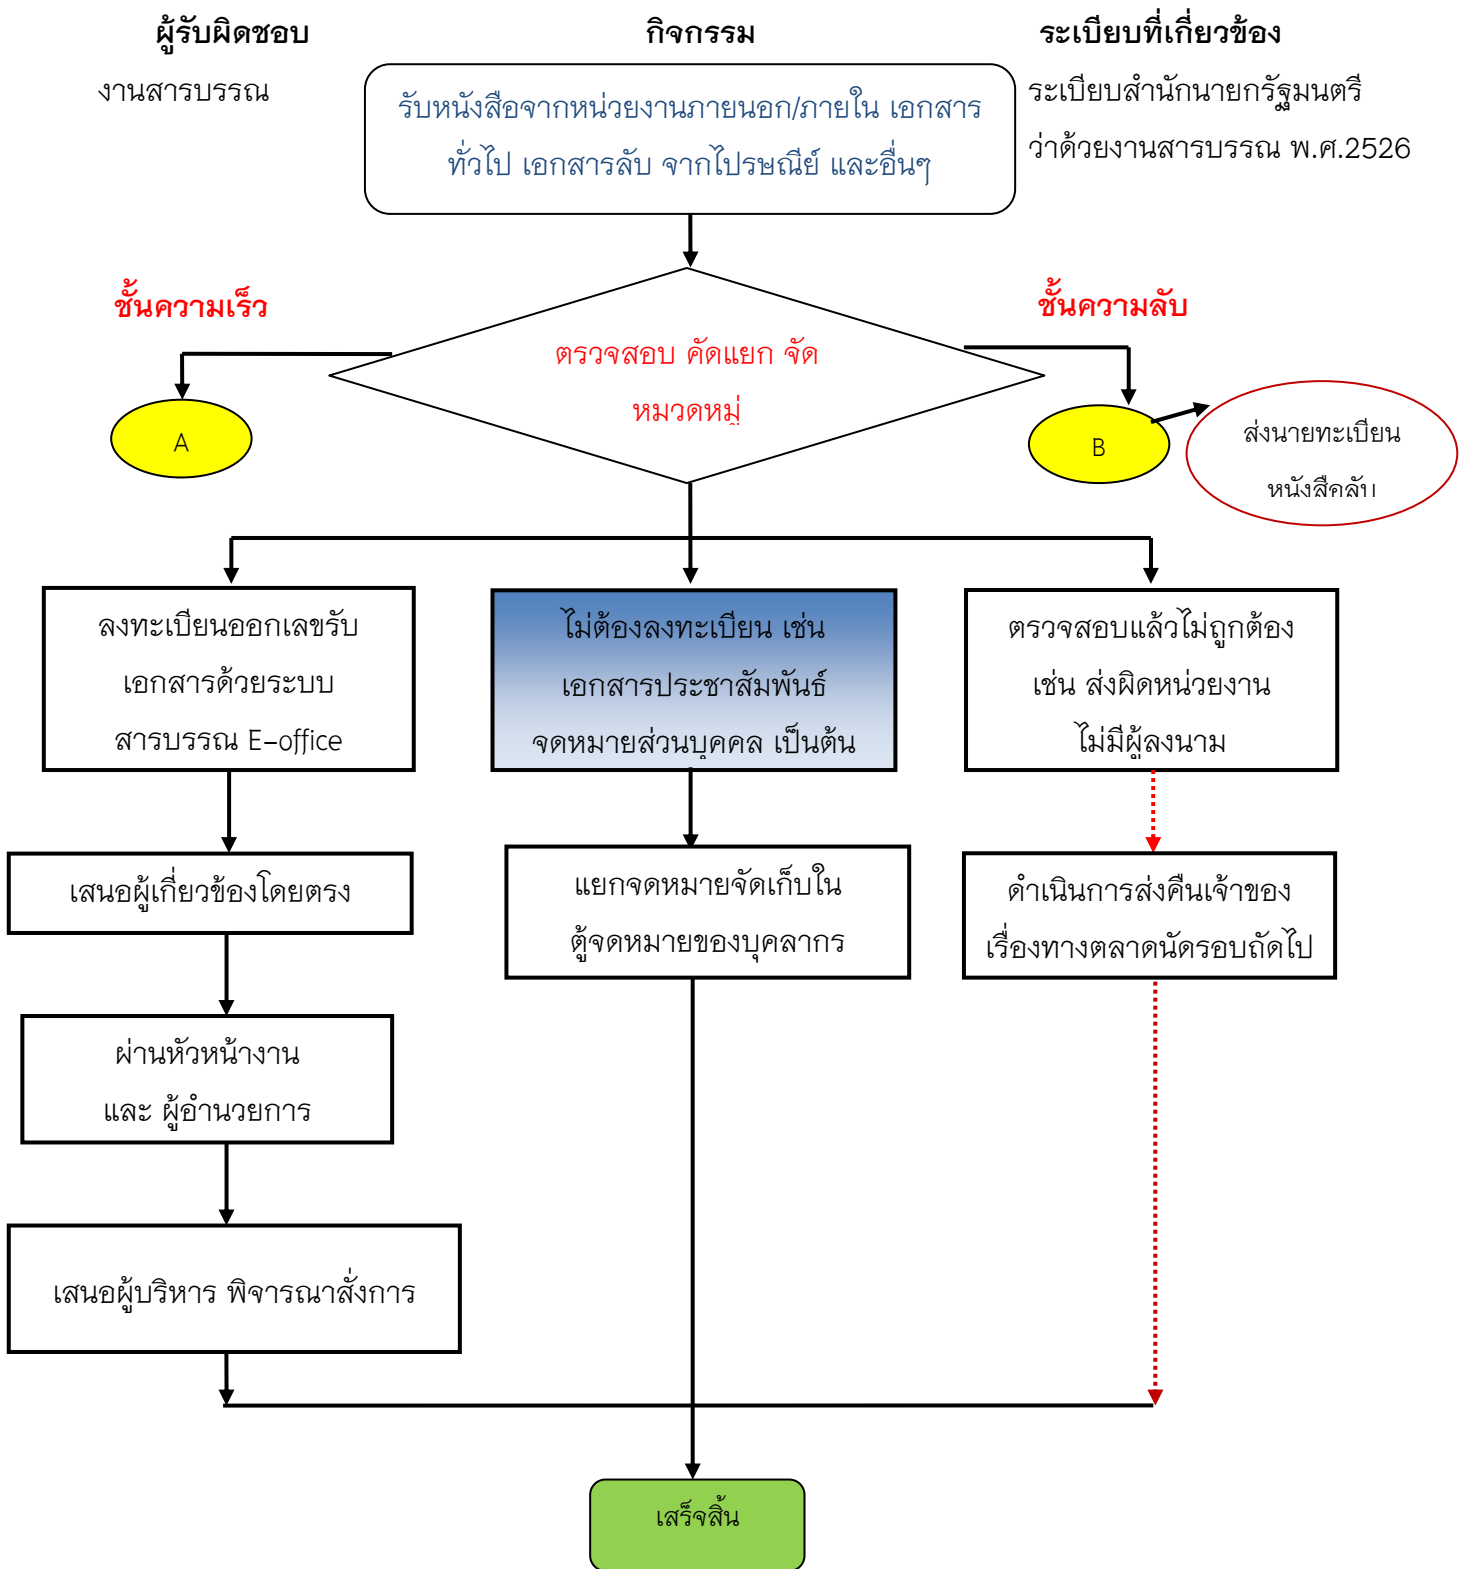 ผู้รับผิดชอบ
กิจกรรม
ระเบียบที่เกี่ยวข้อง
งานสารบรรณ
รับหนังสือจากหน่วยงานภายนอก/ภายใน เอกสาร
ทั่วไป เอกสารลับ จากไปรษณีย์ และอื่นๆ
ระเบียบสำนักนายกรัฐมนตรี
ว่าด้วยงานสารบรรณ พ.ศ.2526
ชั้นความเร็ว
ชั้นความลับ
ตรวจสอบ คัดแยก จัด
หมวดหมู่
A
B
ส่งนายทะเบียน
หนังสือลับ
ลงทะเบียนออกเลขรับ
เอกสารด้วยระบบ
สารบรรณ E-office
ไม่ต้องลงทะเบียน เช่น
เอกสารประชาสัมพันธ์
จดหมายส่วนบุคคล เป็นต้น
ตรวจสอบแล้วไม่ถูกต้อง
เช่น ส่งผิดหน่วยงาน
ไม่มีผู้ลงนาม
เสนอผู้เกี่ยวข้องโดยตรง
แยกจดหมายจัดเก็บใน
ตู้จดหมายของบุคลากร
ดำเนินการส่งคืนเจ้าของ
เรื่องทางตลาดนัดรอบถัดไป
ผ่านหัวหน้างาน
และ ผู้อำนวยการ
เสนอผู้บริหาร พิจารณาสั่งการ
เสร็จสิ้น